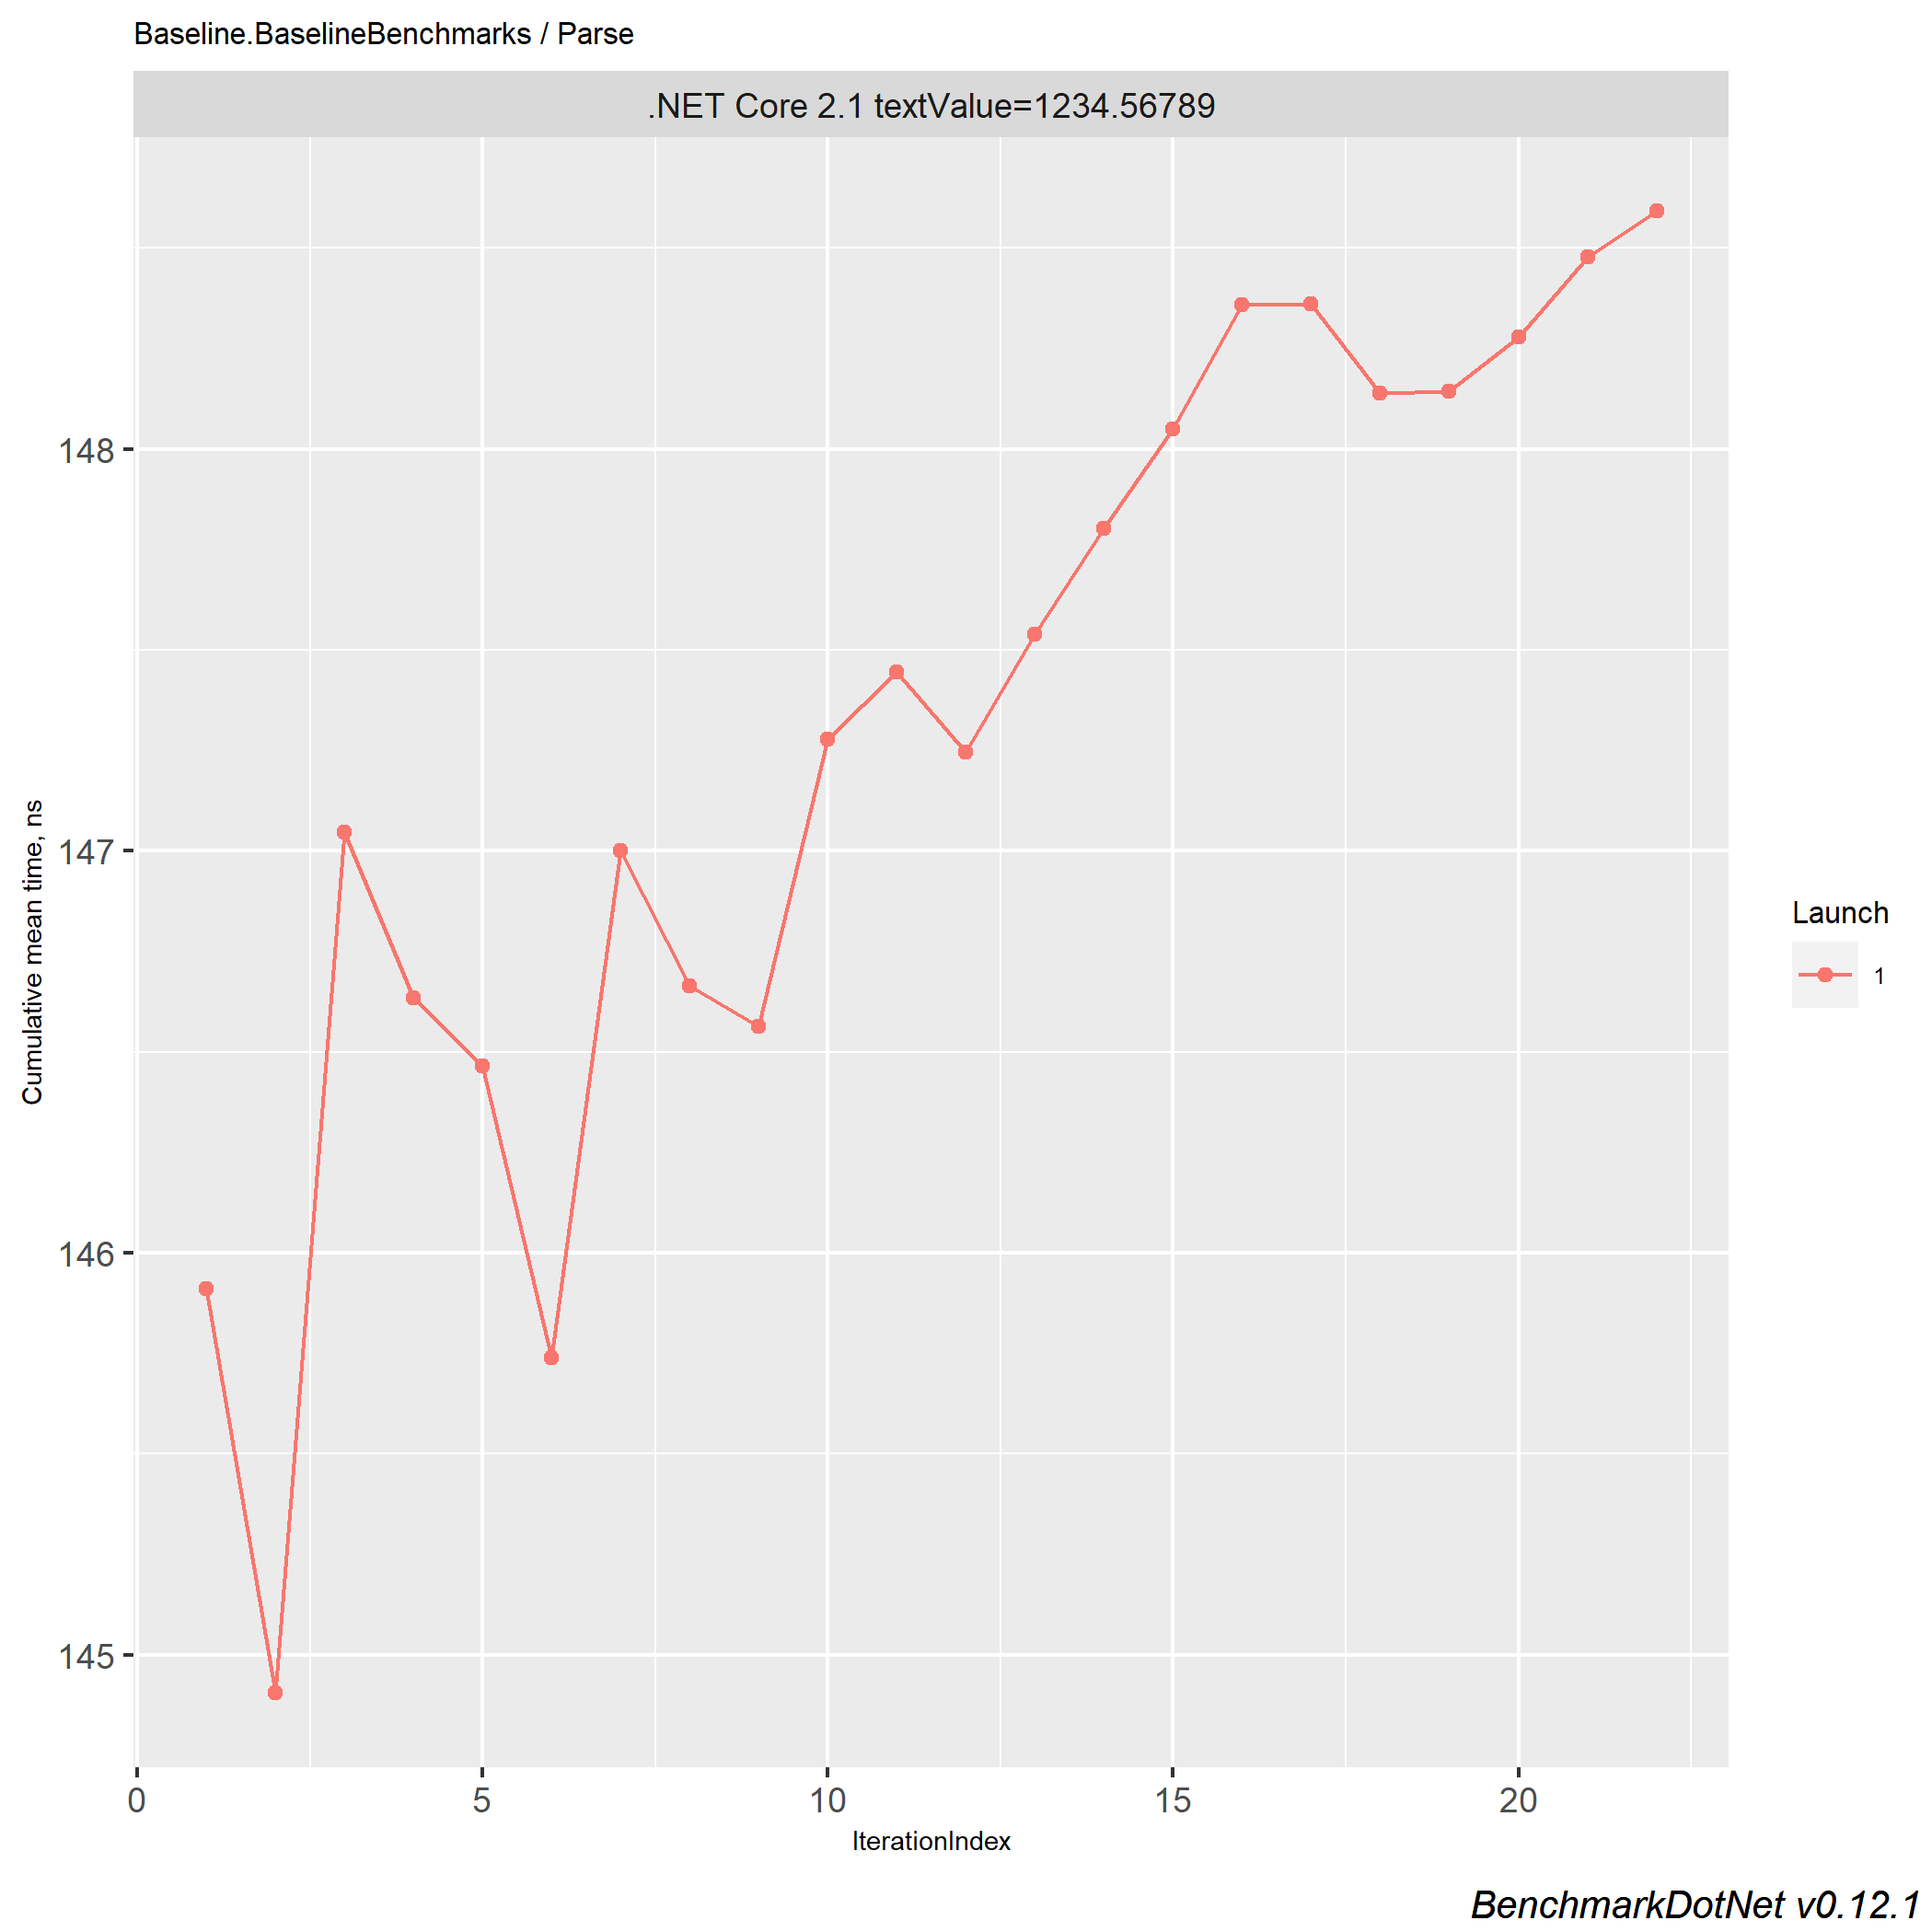 Baseline.BaselineBenchmarks / Parse
.NET Core 2.1 textValue=1234.56789
Cumulative mean time, ns
148
147
146
145
0 5 10 15 20
IterationIndex
Launch
1
BenchmarkDotNet v0.12.1